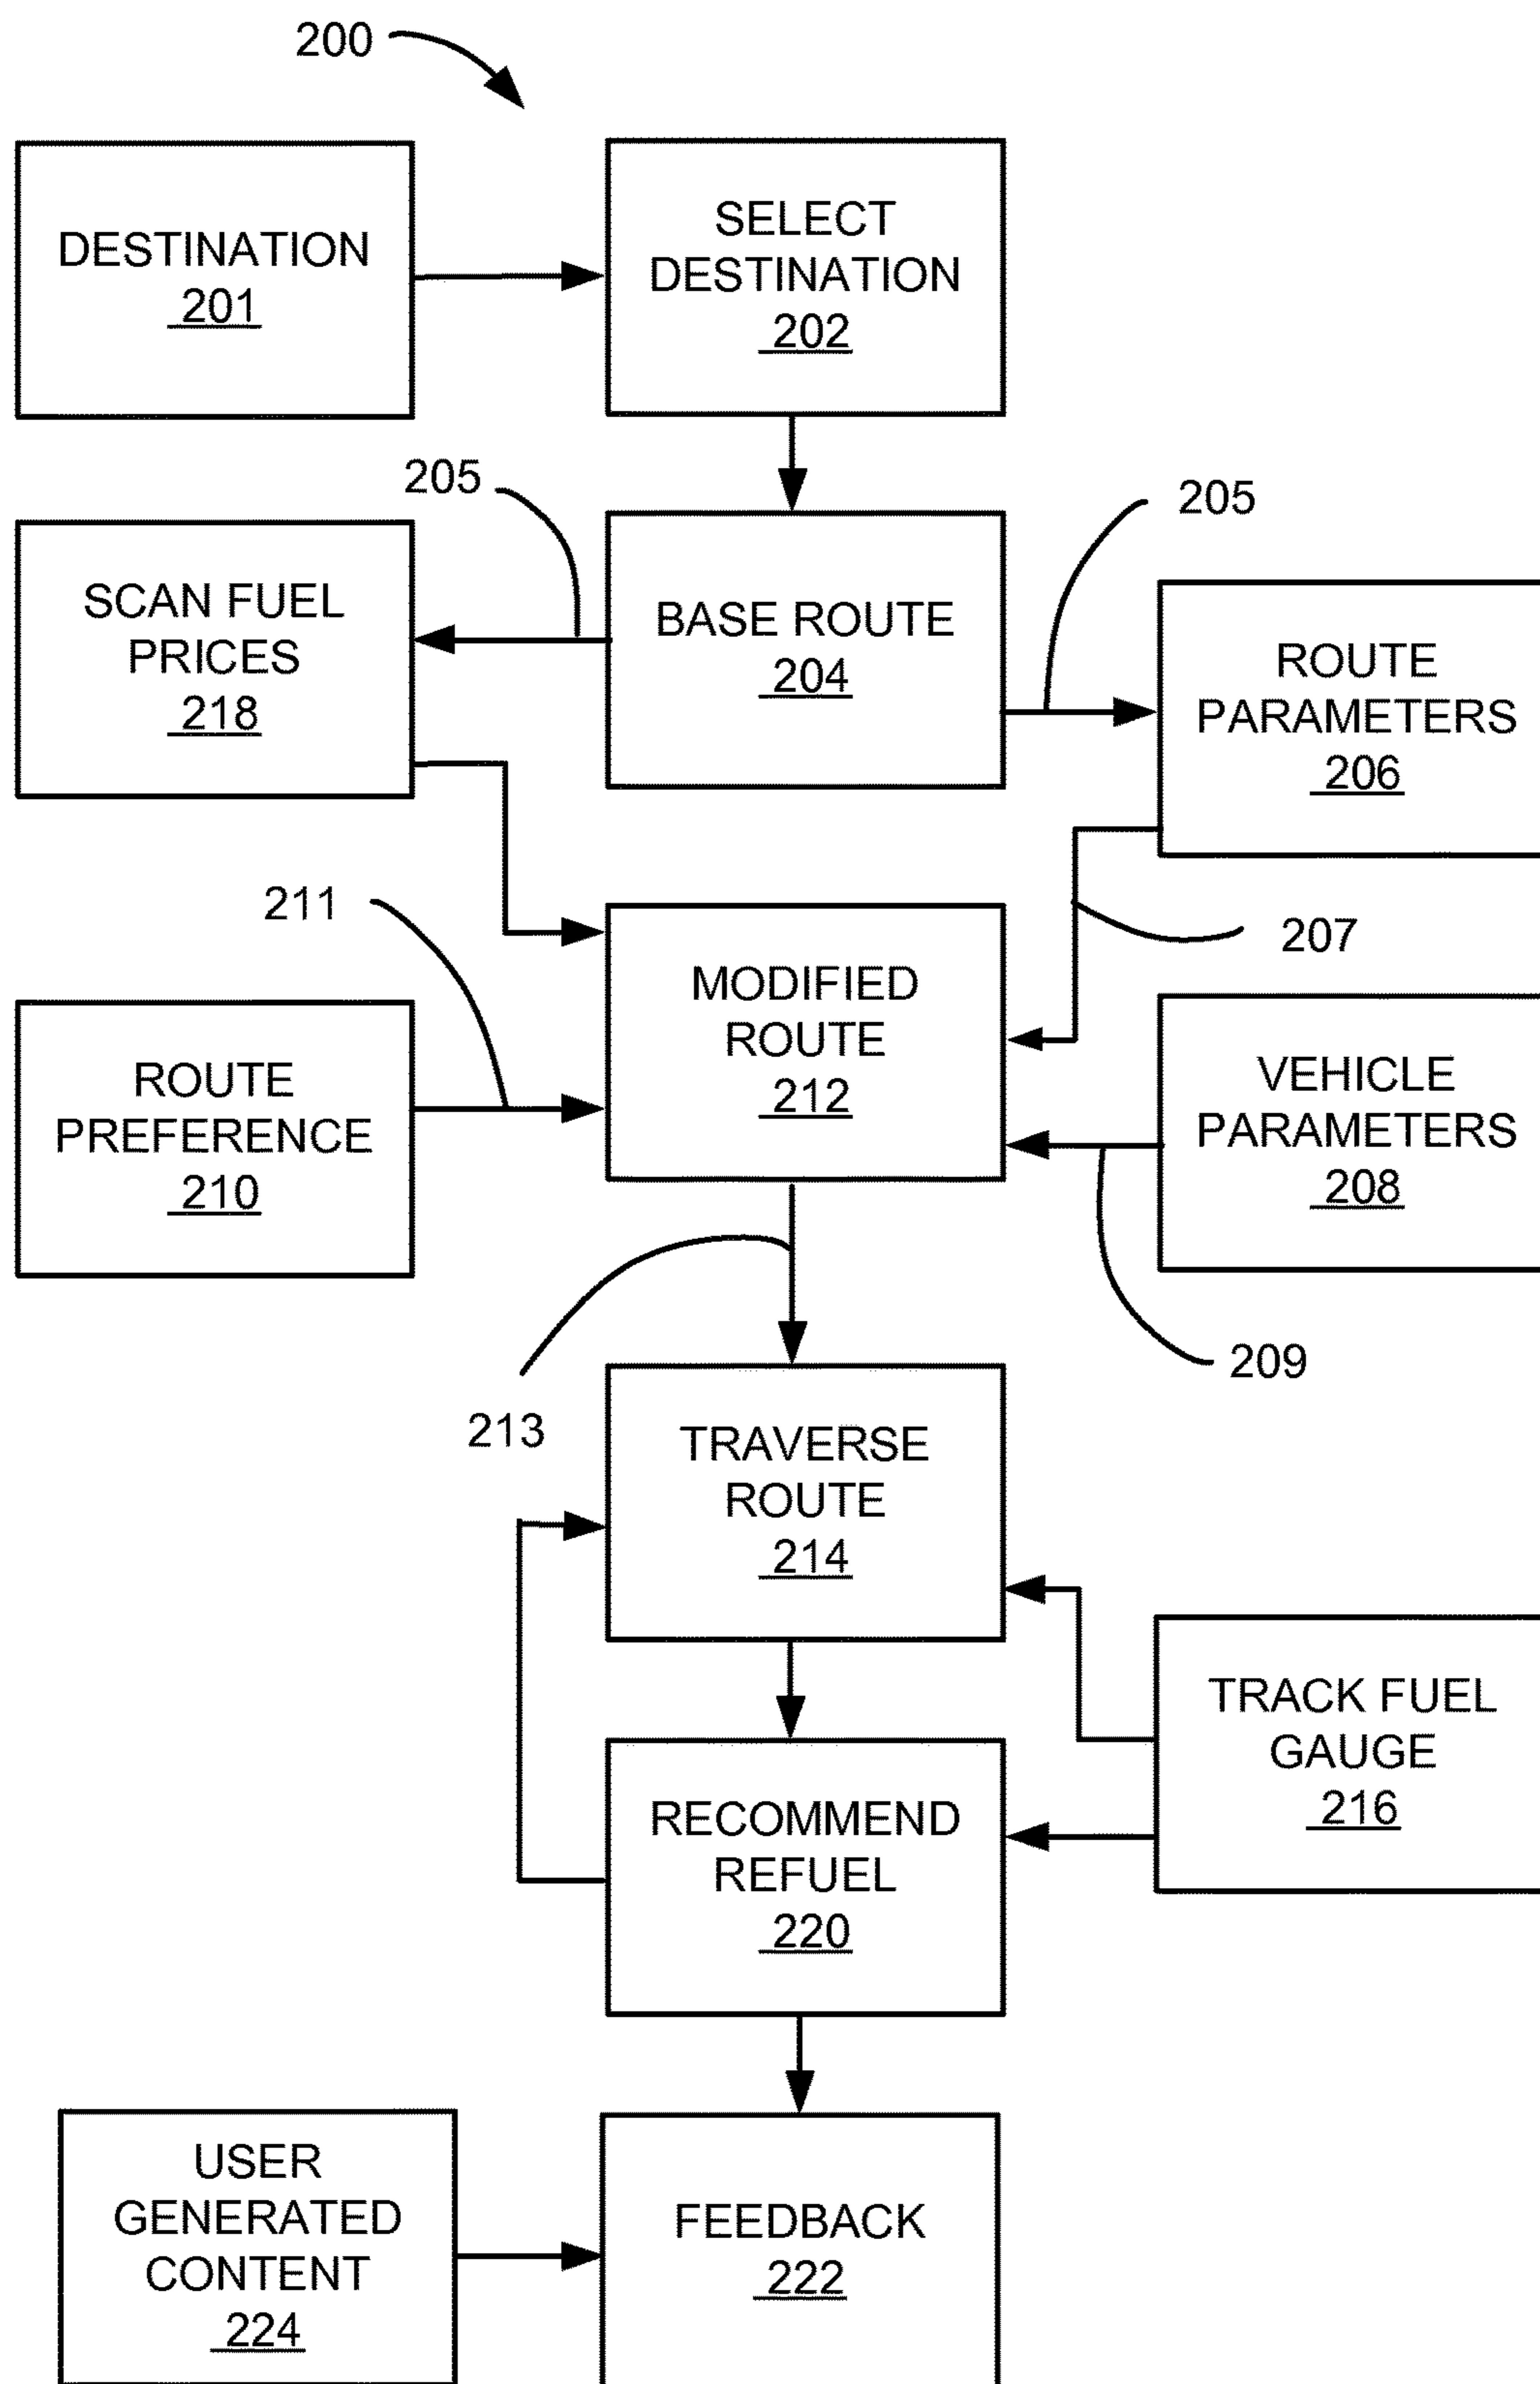 200
DESTINATION
201
SELECT
DESTINATION
202
205
205
SCAN FUEL
PRICES
218
BASE ROUTE
204
ROUTE
PARAMETERS
206
211
207
MODIFIED
ROUTE
212
ROUTE
PREFERENCE
210
VEHICLE
PARAMETERS
208
209
213
TRAVERSE
ROUTE
214
TRACK FUEL
GAUGE
216
RECOMMEND
REFUEL
220
USER
GENERATED
CONTENT
224
FEEDBACK
222